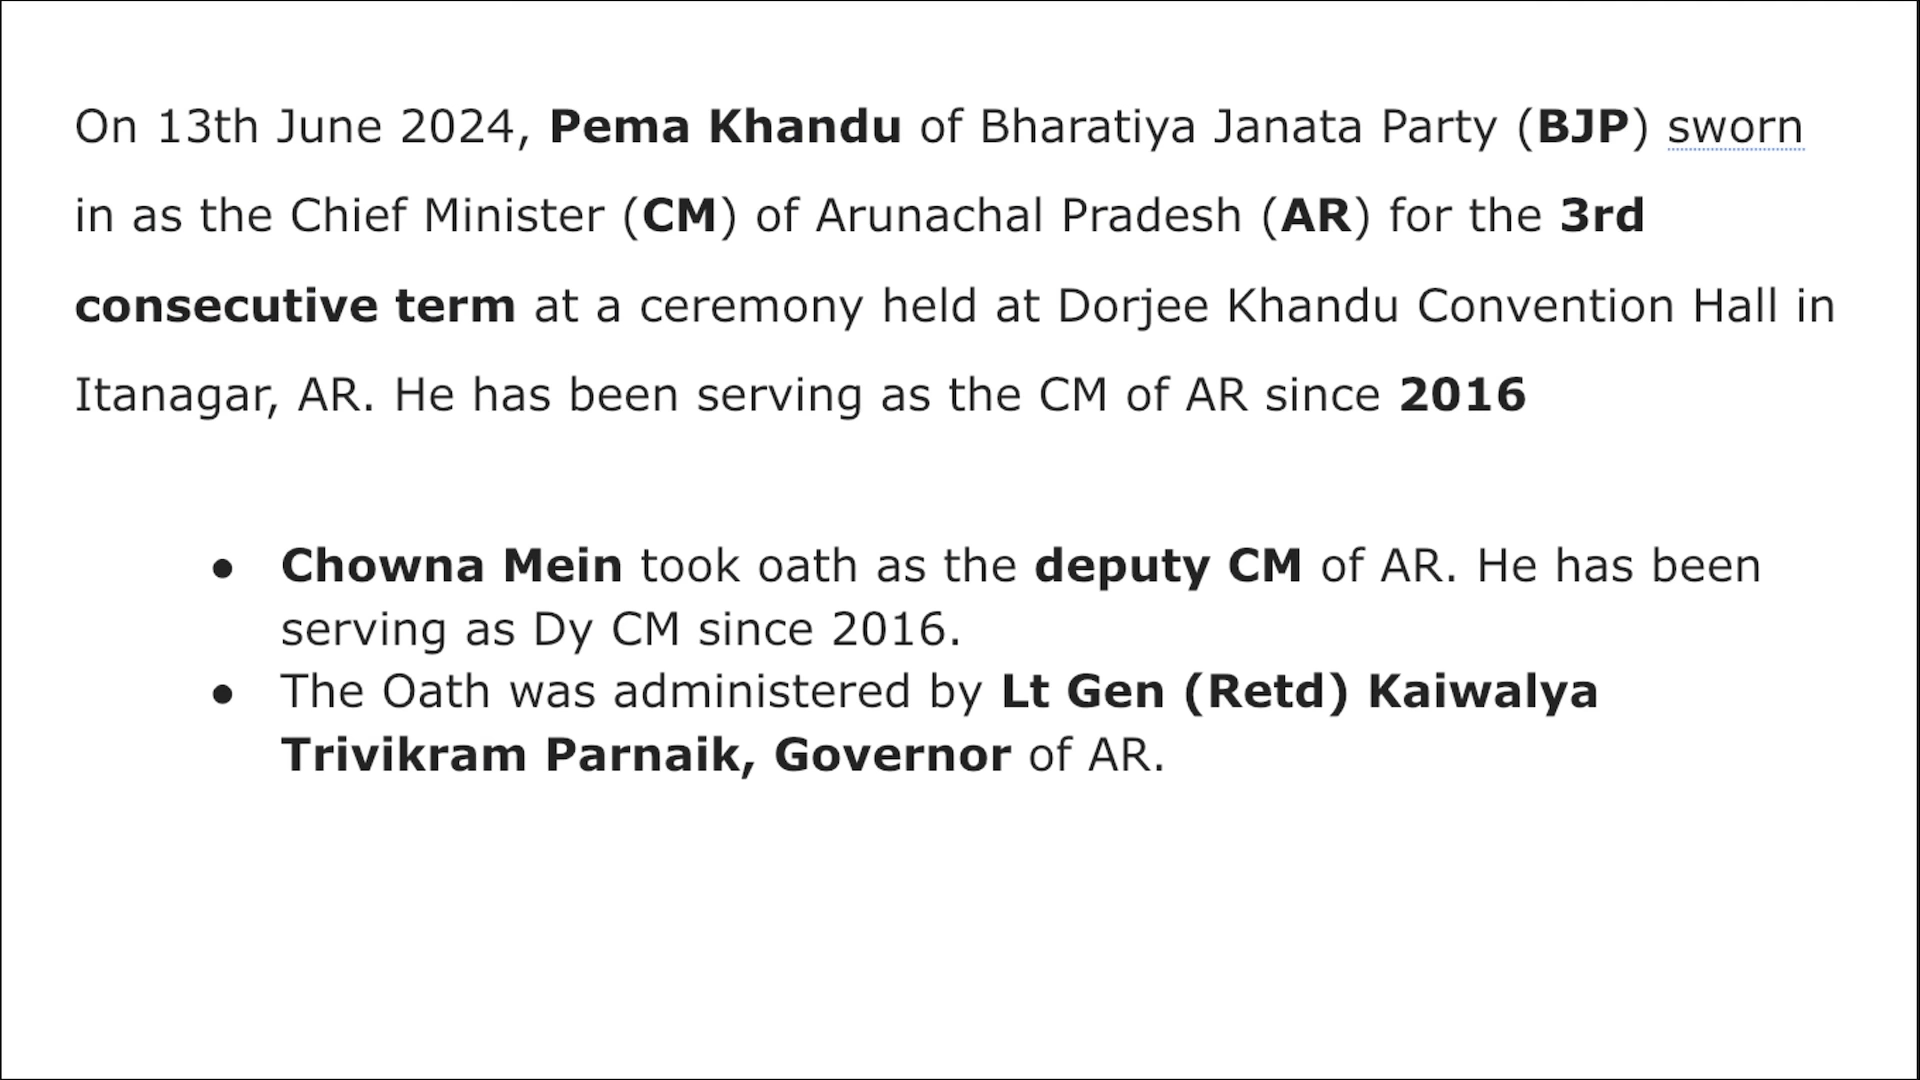 On 13th June 2024, Pema Khandu of Bharatiya Janata Party (BJP) sworn
in as the Chief Minister (CM) of Arunachal Pradesh (AR) for the 3rd
consecutive term at a ceremony held at Dorjee Khandu Convention Hall in
Itanagar, AR. He has been serving as the CM of AR since 2016
● Chowna Mein took oath as the deputy CM of AR. He has been
serving as Dy CM since 2016.
● The Oath was administered by Lt Gen (Retd) Kaiwalya
Trivikram Parnaik, Governor of AR.